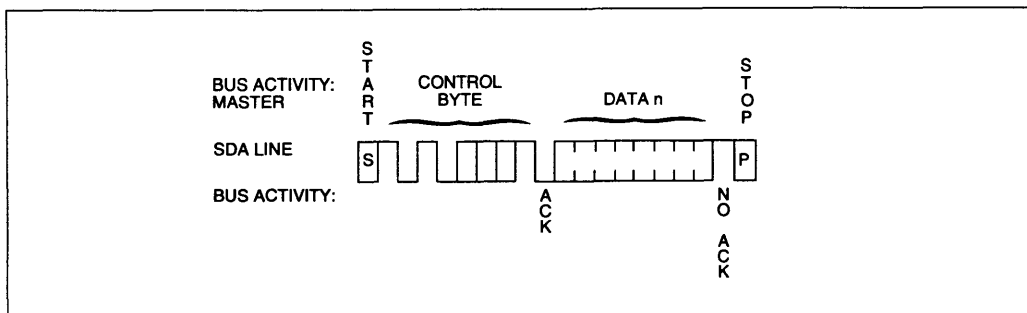 START
STOP
BUS ACTIVITY:
MASTER
CONTROL
BYTE
DATA n
SDA LINE
S
P
BUS ACTIVITY:
ACK
NO ACK